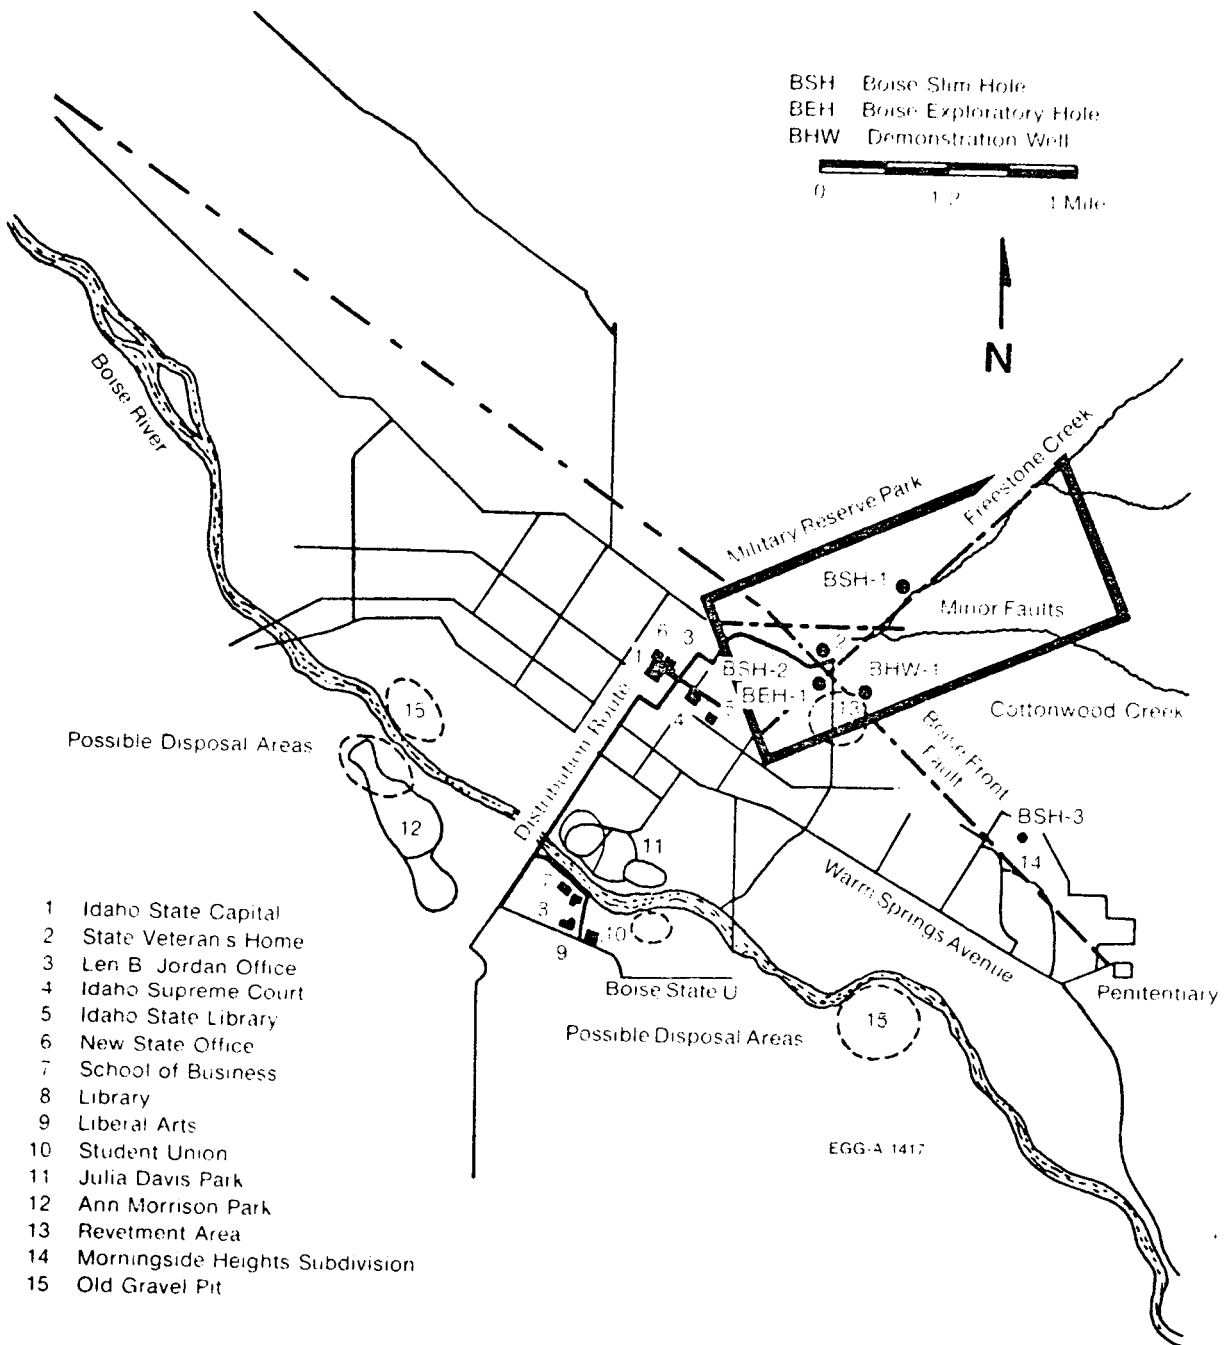 BSH Boise Slim Hole
BEH Boise Exploratory Hole
BHW Demonstration Well
0 1 2 1 Mile
N
Boise River
Military Reserve Park
Freestone Creek
BSH-1
Minor Faults
6
3
1
2
BSH-2
BHW-1
BEH-1
13
Cottonwood Creek
4
5
15
Possible Disposal Areas
Distribution Route
Boise Front
Fault
12
11
BSH-3
14
Warm Springs Avenue
7
8
10
9
Boise State U
Penitentiary
15
Possible Disposal Areas
EGG-A 1417
1 Idaho State Capital
2 State Veteran s Home
3 Len B Jordan Office
4 Idaho Supreme Court
5 Idaho State Library
6 New State Office
7 School of Business
8 Library
9 Liberal Arts
10 Student Union
11 Julia Davis Park
12 Ann Morrison Park
13 Revetment Area
14 Morningside Heights Subdivision
15 Old Gravel Pit